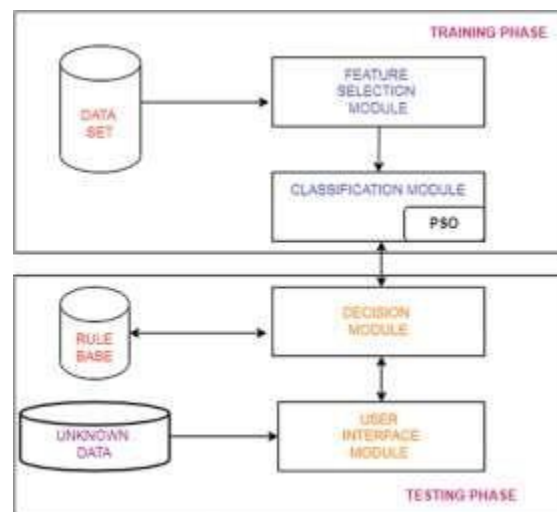 TRAINING PHASE
DATA
SET
FEATURE
SELECTION
MODULE
CLASSIFICATION MODULE
PSO
RULE
BABE
DECISION
MODULE
UNKNOWN
DATA
USER
INTERFACE
MODULE
TESTING PHASE